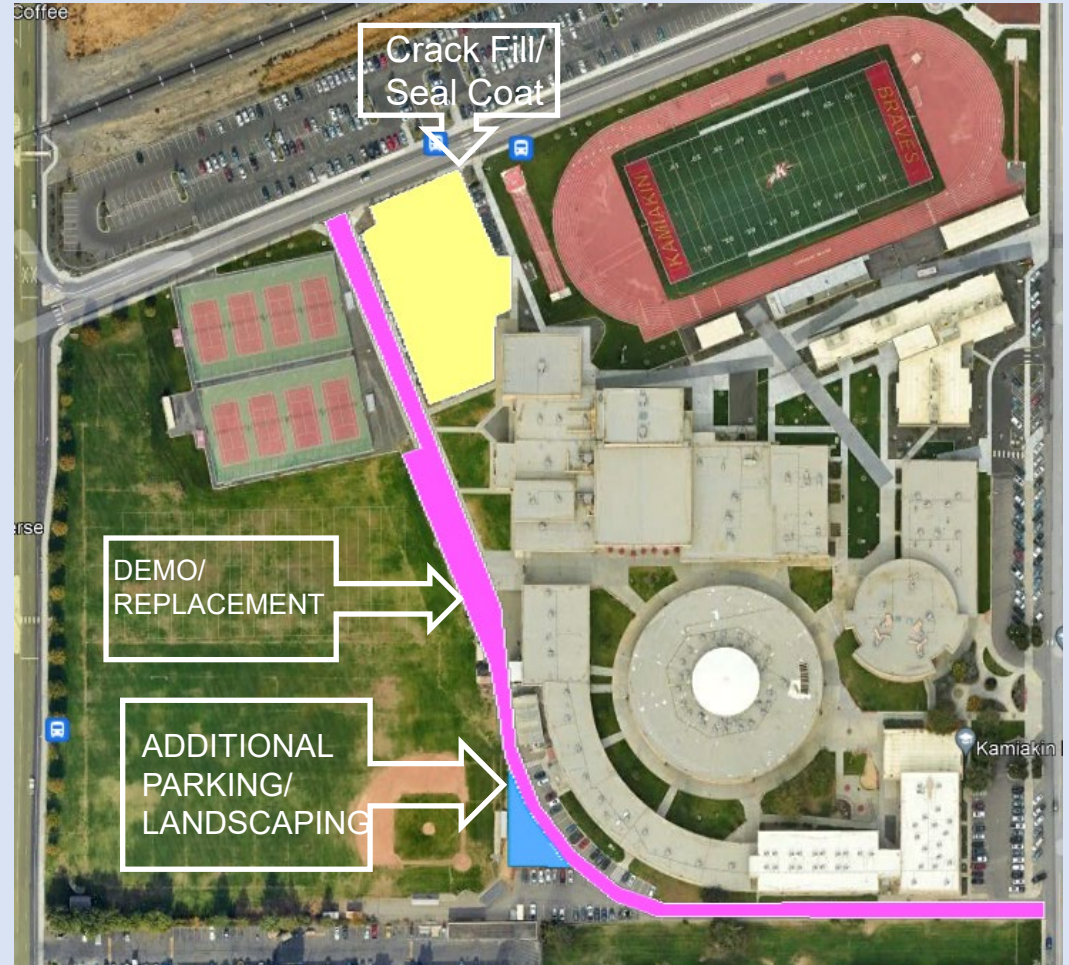 Coffee
Crack Fill/
Seal Coat
BRAVES
KAMIAKIN
K
erse
DEMO/
REPLACEMENT
ADDITIONAL
PARKING/
LANDSCAPING
Kamiakin